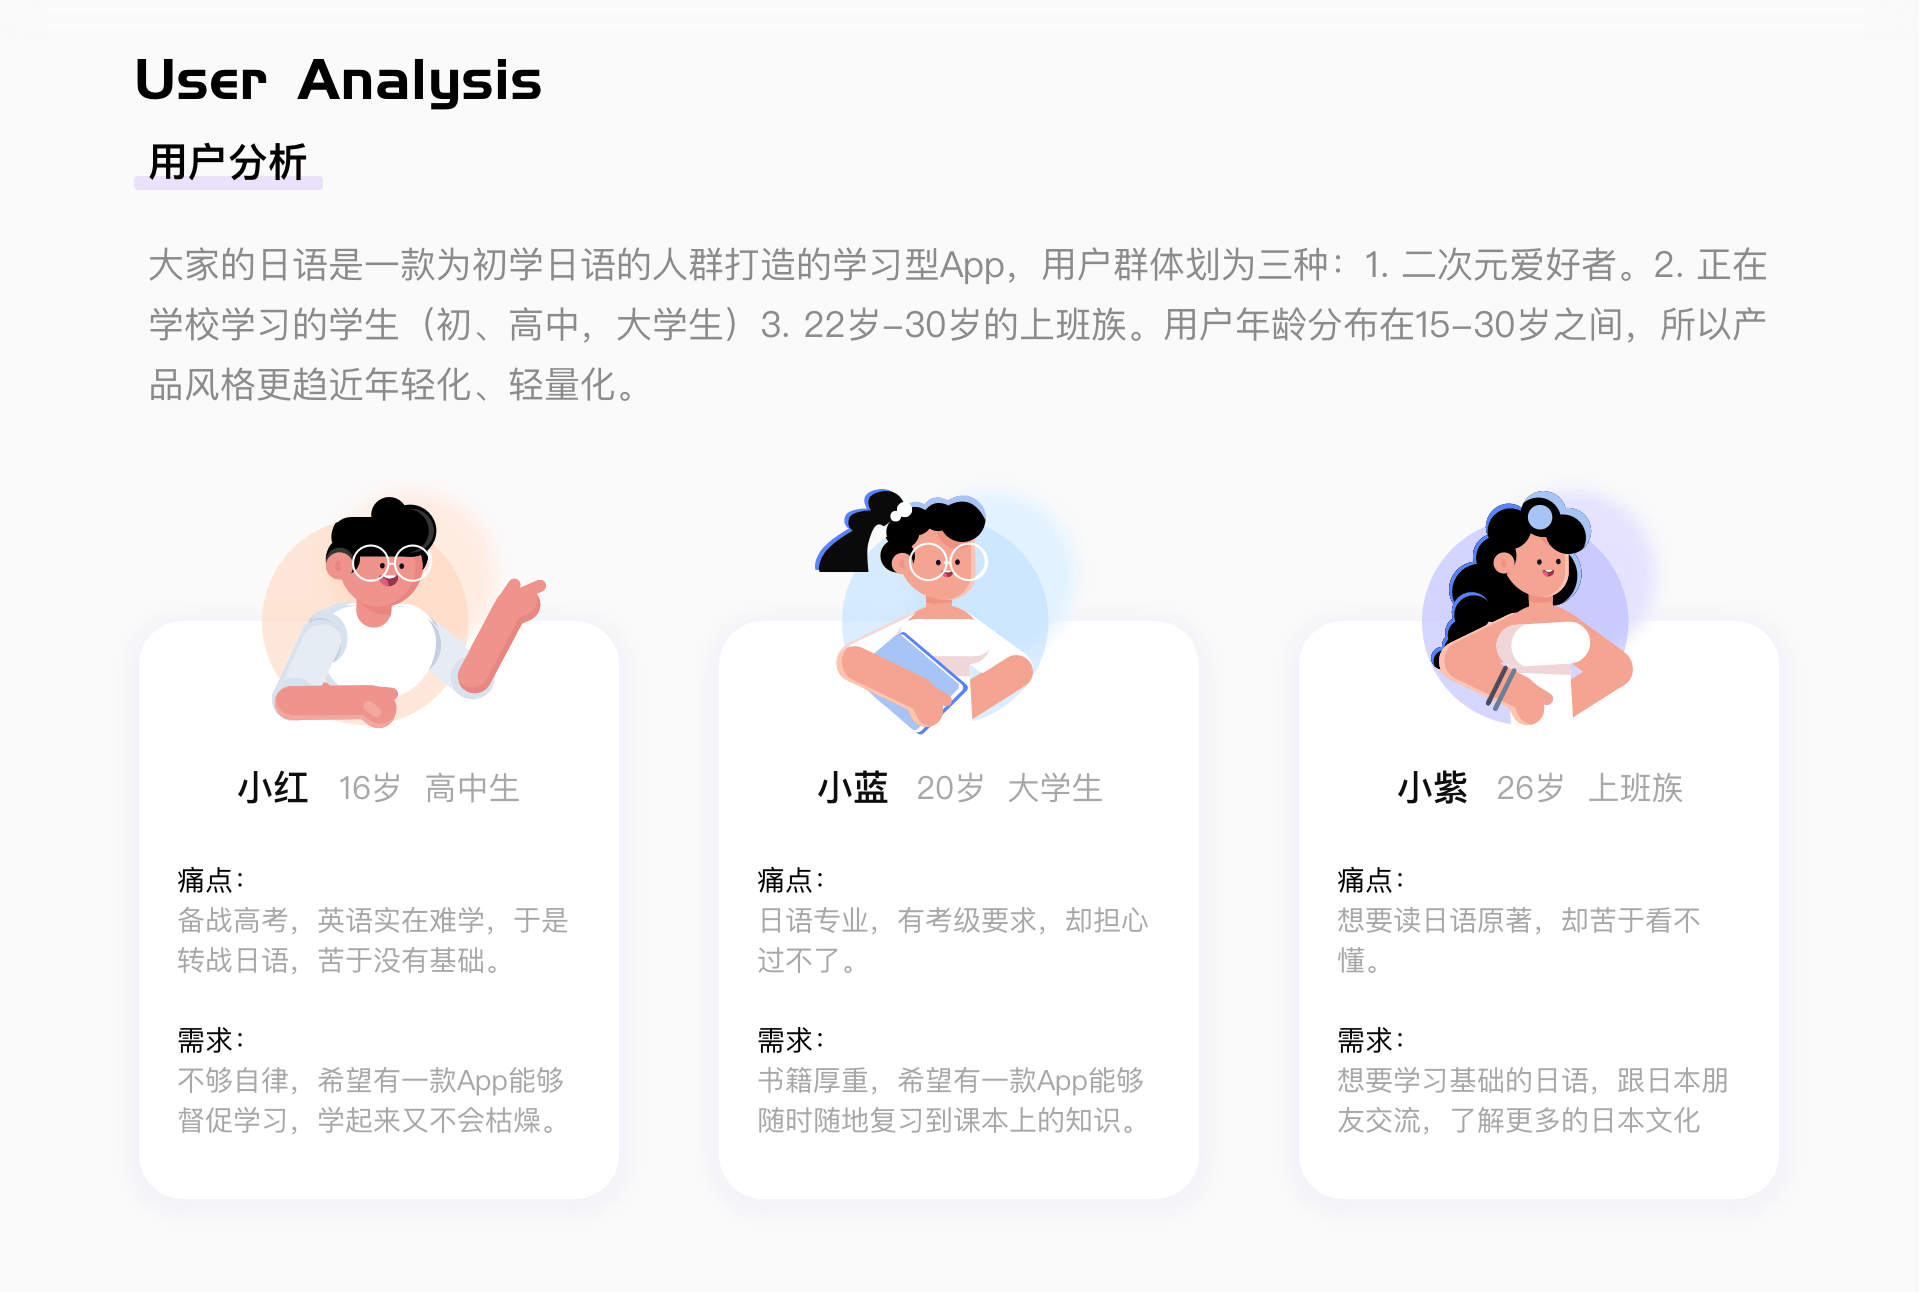 User Analysis
用户分析
大家的日语是一款为初学日语的人群打造的学习型App，用户群体划为三种：1. 二次元爱好者。2. 正在
学校学习的学生（初、高中，大学生）3. 22岁-30岁的上班族。用户年龄分布在15-30岁之间，所以产
品风格更趋近年轻化、轻量化。
小红 16岁 高中生
痛点：
备战高考，英语实在难学，于是
转战日语，苦于没有基础。
需求：
不够自律，希望有一款App能够
督促学习，学起来又不会枯燥。
小蓝 20岁 大学生
痛点：
日语专业，有考级要求，却担心
过不了。
需求：
书籍厚重，希望有一款App能够
随时随地复习到课本上的知识。
小紫 26岁 上班族
痛点：
想要读日语原著，却苦于看不
懂。
需求：
想要学习基础的日语，跟日本朋
友交流，了解更多的日本文化